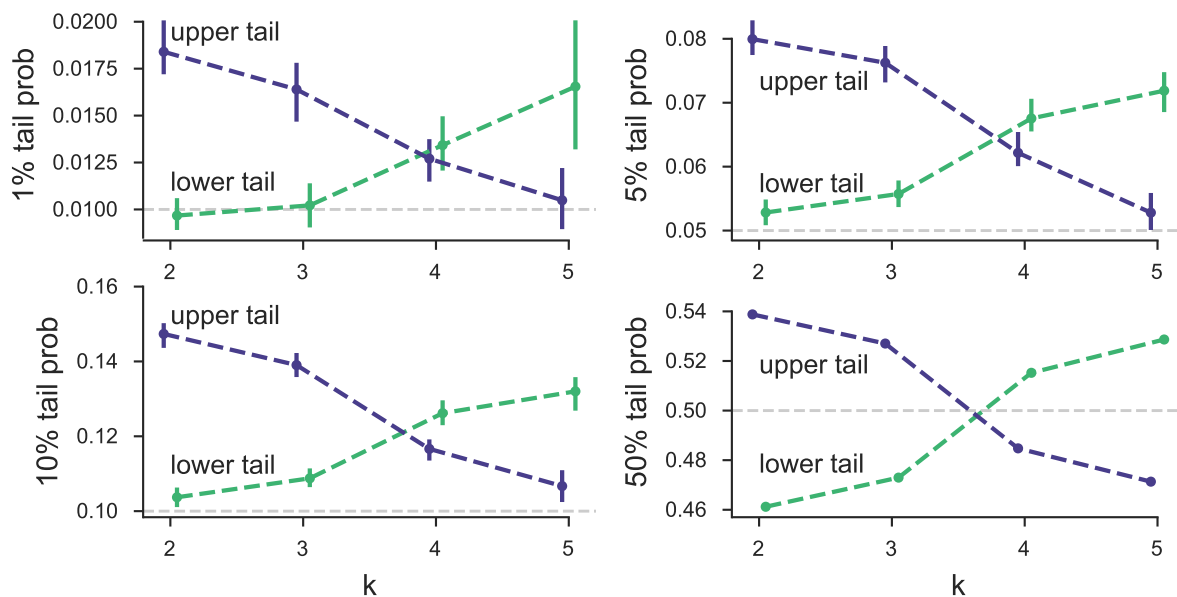 1% tail prob
0.0200
0.0175
0.0150
0.0125
0.0100
upper tail
lower tail
2 3 4 5
5% tail prob
0.08
0.07
0.06
0.05
upper tail
lower tail
2 3 4 5
10% tail prob
0.16
0.14
0.12
0.10
upper tail
lower tail
2 3 4 5
k
50% tail prob
0.54
0.52
0.50
0.48
0.46
upper tail
lower tail
2 3 4 5
k